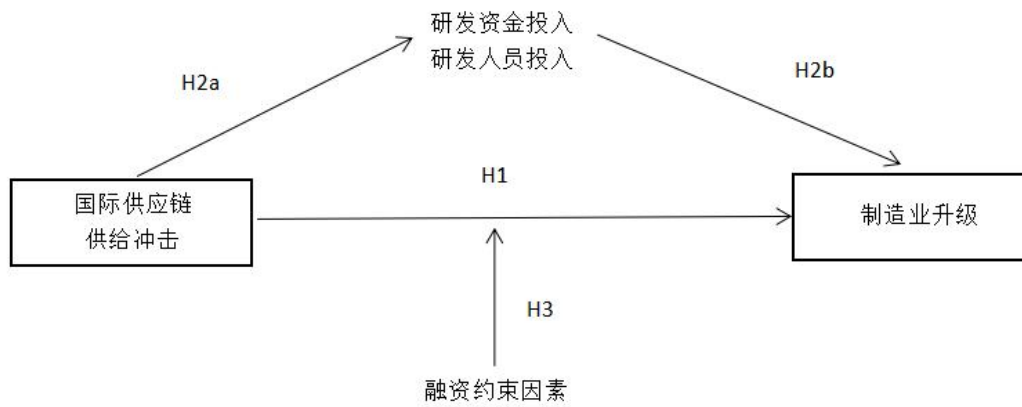 研发资金投入
研发人员投入
H2a
H2b
H1
国际供应链
供给冲击
制造业升级
H3
融资约束因素